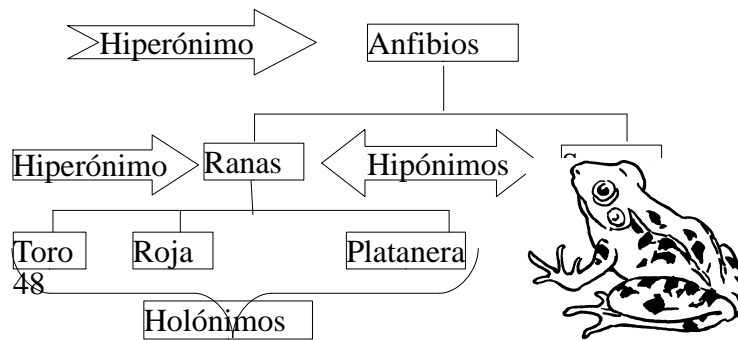 Hiperónimo Anfibios
Hiperónimo Ranas Hipónimos
Toro Roja Platanera
48
Holónimos